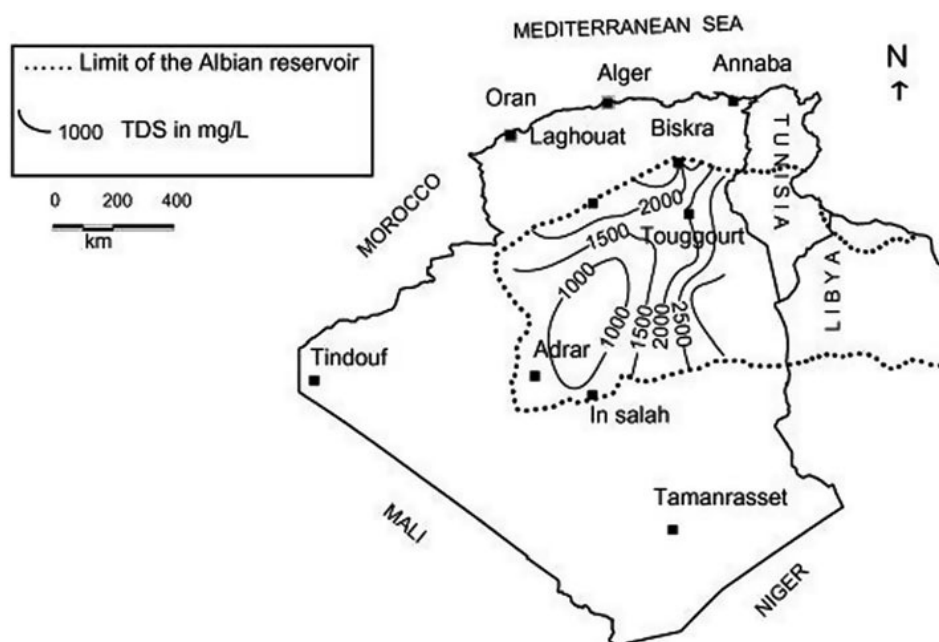 MEDITERRANEAN SEA
Limit of the Albian reservoir
1000 TDS in mg/L
N
Alger
Annaba
Oran
Laghouat
Biskra
TUNISIA
0 200 400
km
MOROCCO
2000
1500
Touggourt
1000
1000
1500
2000
2500
LIBYA
Tindouf
Adrar
In salah
Tamanrasset
MALI
NIGER